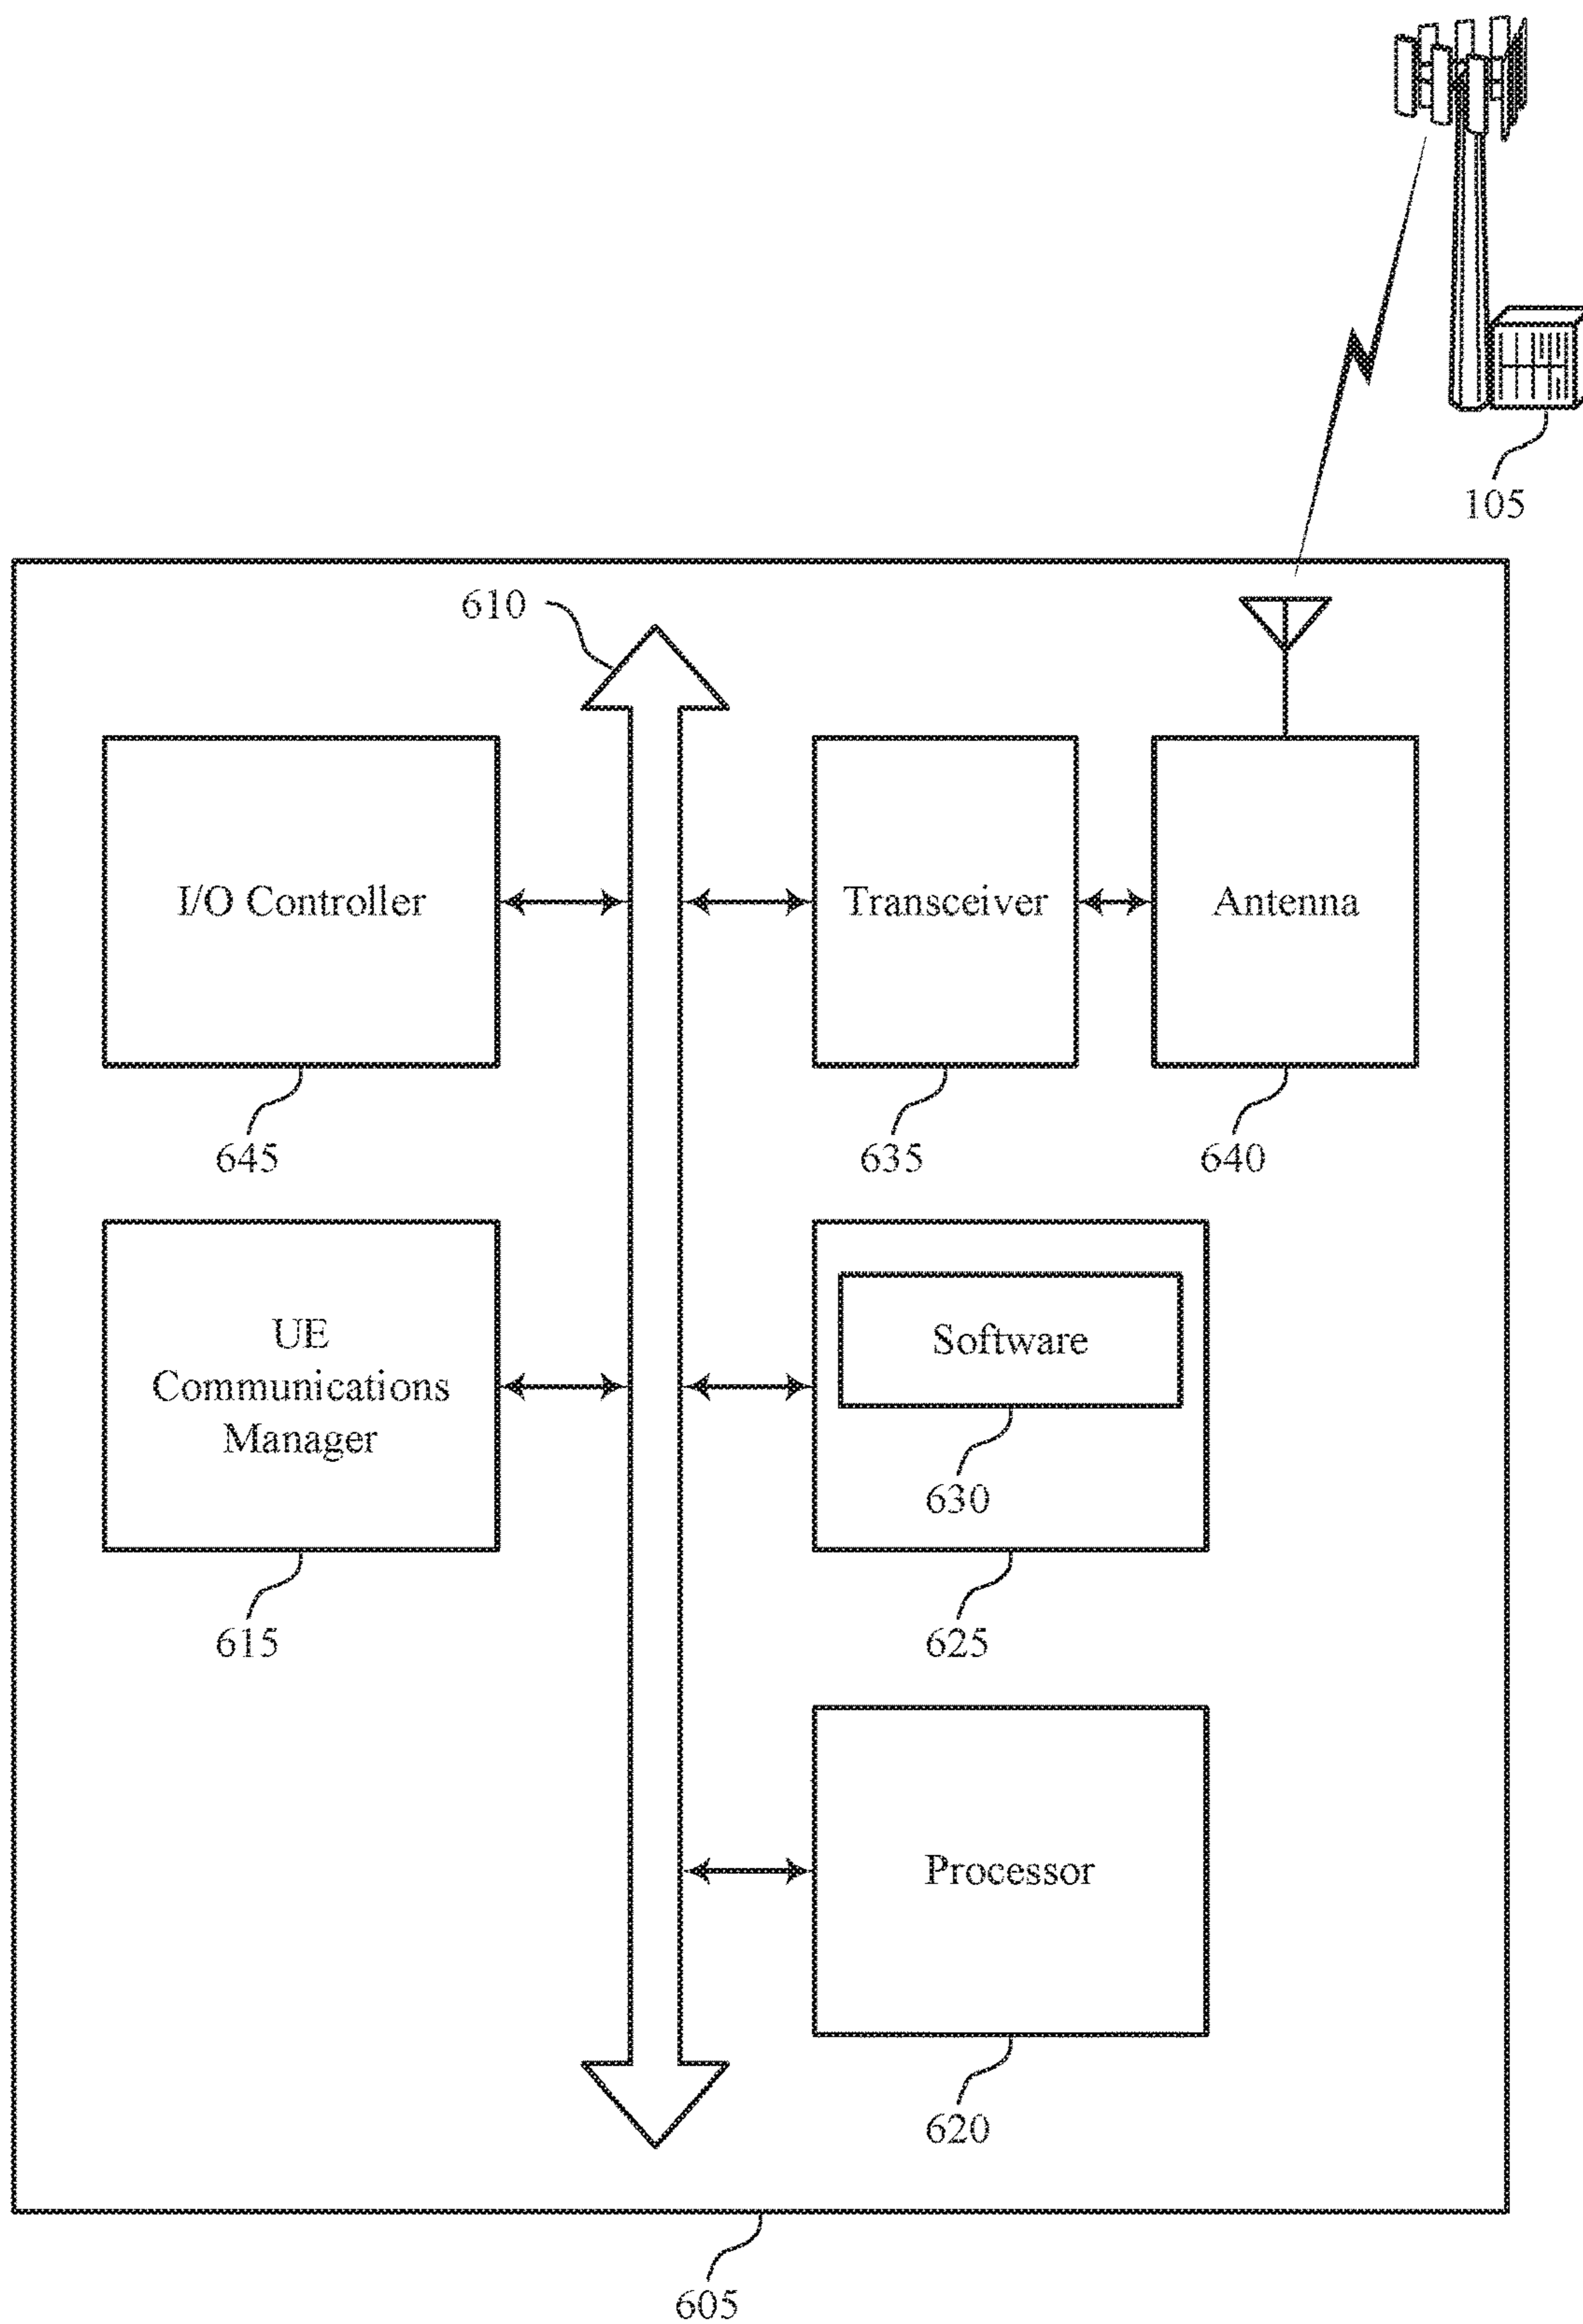 105
610
I/O Controller
Transceiver
Antenna
645
635
640
UE
Communications
Manager
Software
630
615
625
Processor
620
605